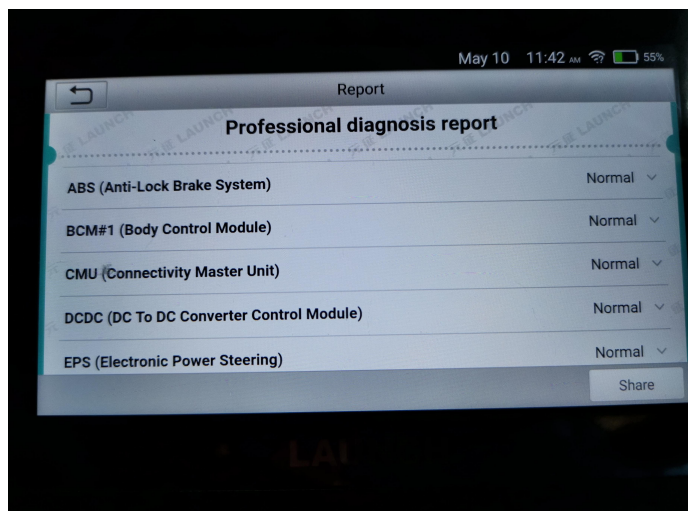 May 10 11:42 AM 55%
Report
Professional diagnosis report
ABS (Anti-Lock Brake System) Normal
BCM#1 (Body Control Module) Normal
CMU (Connectivity Master Unit) Normal
DCDC (DC To DC Converter Control Module) Normal
EPS (Electronic Power Steering) Normal
Share
LAU